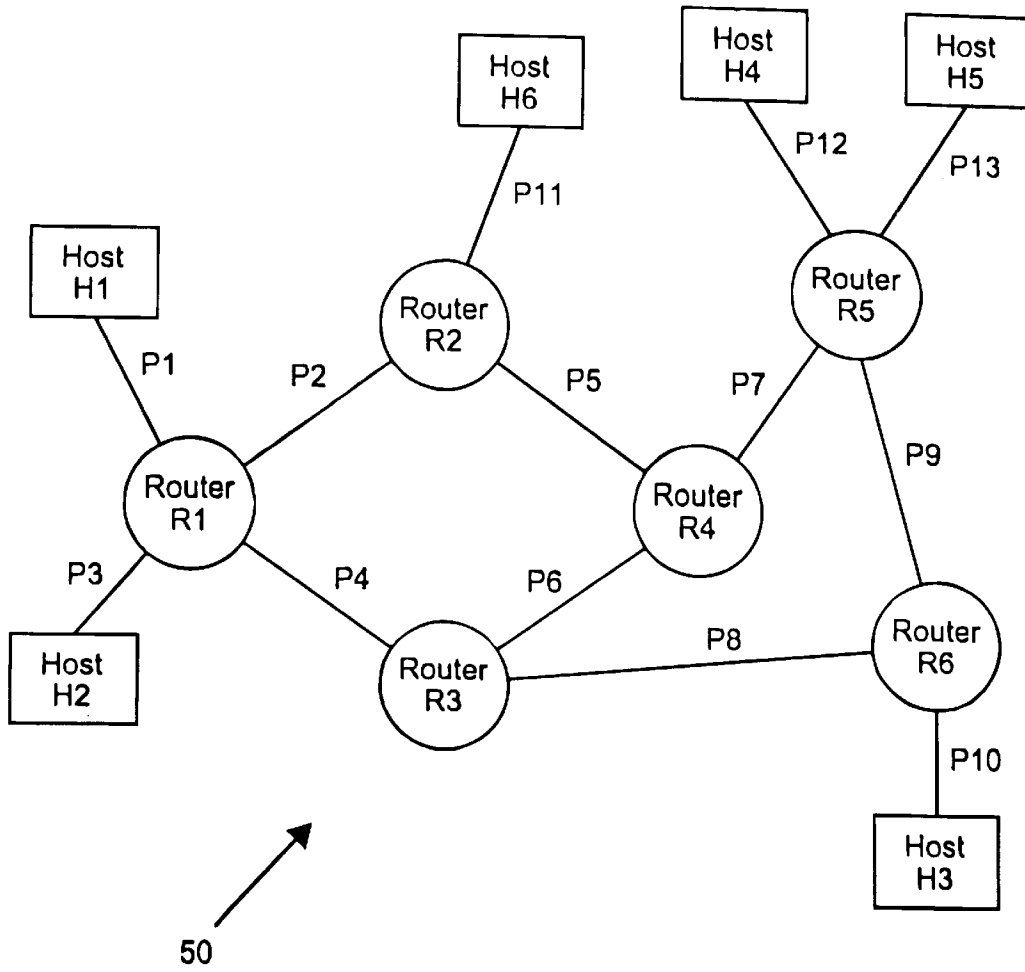 Host
H4
Host
H5
Host
H6
P12
P13
P11
Host
H1
Router
R5
Router
R2
P1
P2
P5
P7
P9
Router
R1
Router
R4
P3
P4
P6
Router
R6
P8
Host
H2
Router
R3
P10
Host
H3
50